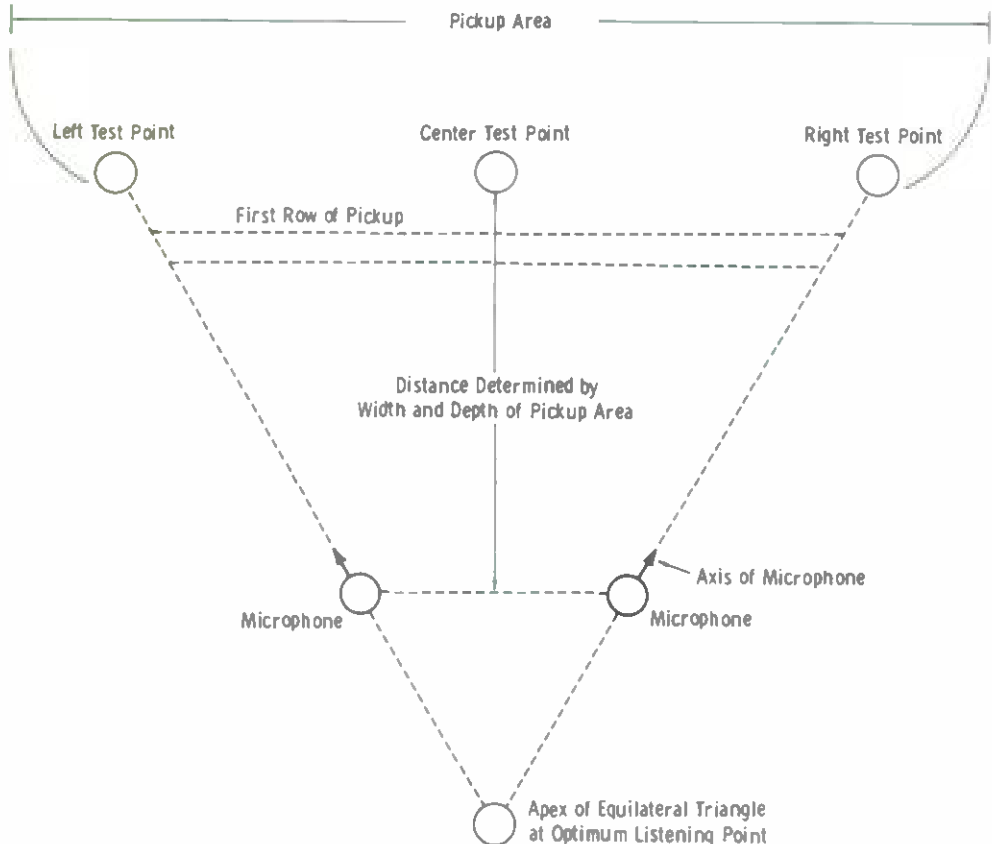 Pickup Area
Left Test Point
Center Test Point
Right Test Point
First Row of Pickup
Distance Determined by
Width and Depth of Pickup Area
Axis of Microphone
Microphone
Microphone
Apex of Equilateral Triangle
at Optimum Listening Point